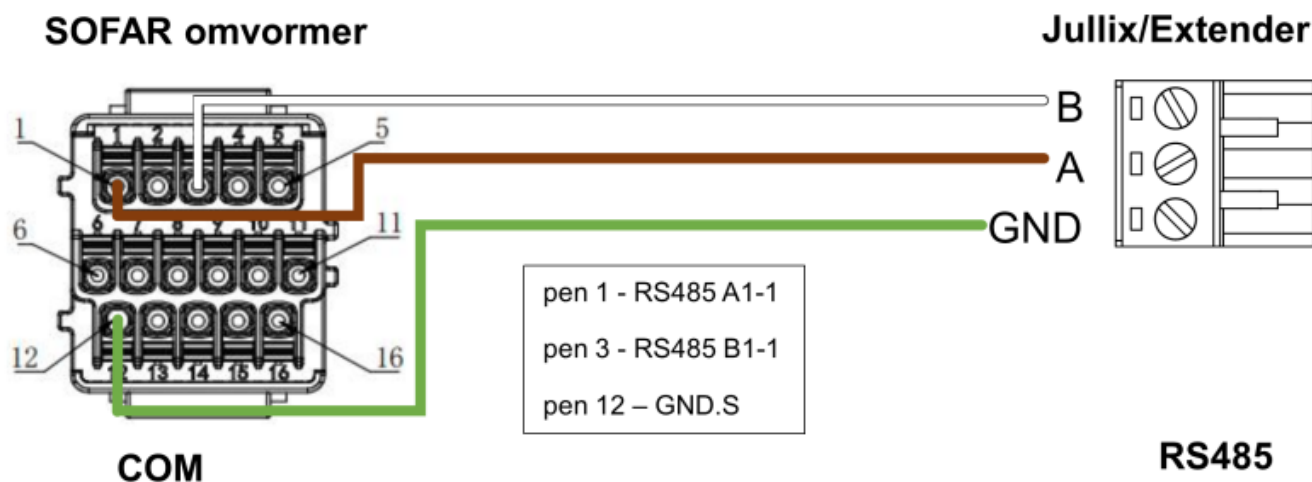 SOFAR omvormer
Jullix/Extender
B
A
GND
1
5
1 2 4 5
6 7 8 9 10 11
6
11
12
16
12 13 14 15 16
pen 1 - RS485 A1-1
pen 3 - RS485 B1-1
pen 12 – GND.S
COM
RS485